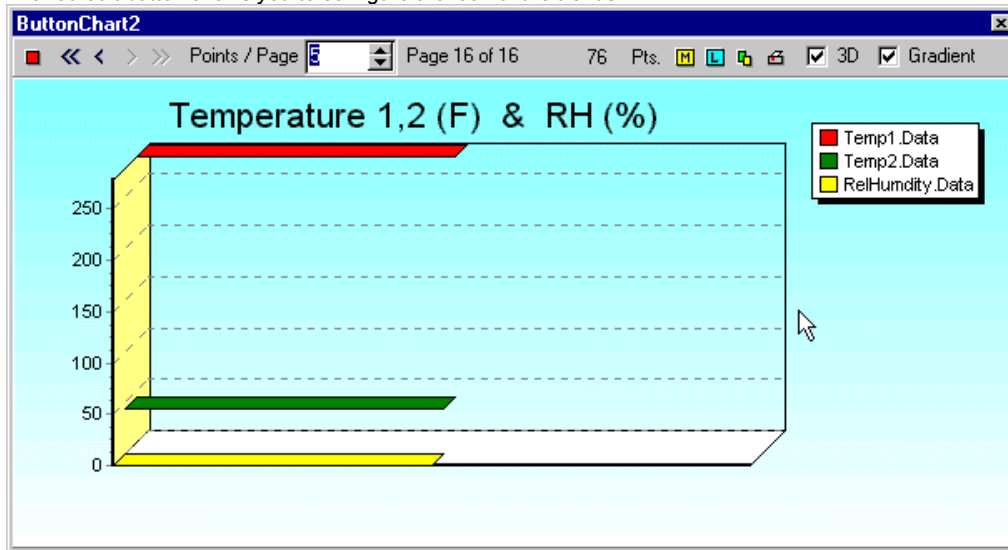 ButtonChart2
Points / Page 5 Page 16 of 16 76 Pts. M L 3D Gradient
Temperature 1,2 (F) & RH (%)
Temp1.Data
Temp2.Data
RelHumdity.Data
250
200
150
100
50
0